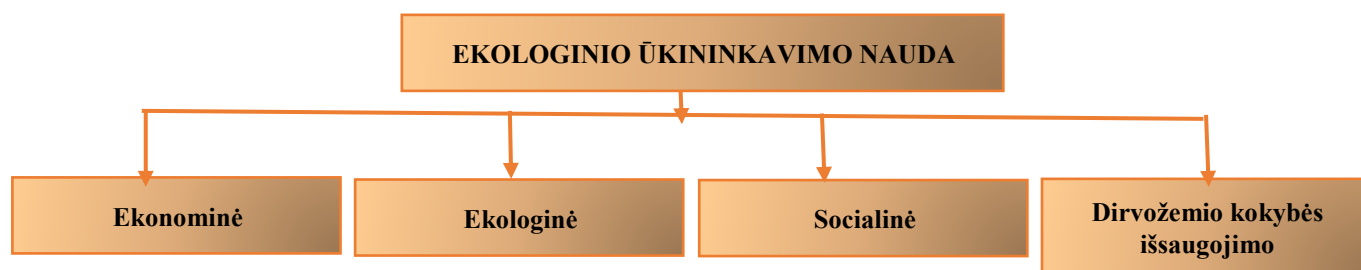 EKOLOGINIO ŪKININKAVIMO NAUDA
Ekonominė
Ekologinė
Socialinė
Dirvožemio kokybės
išsaugojimo